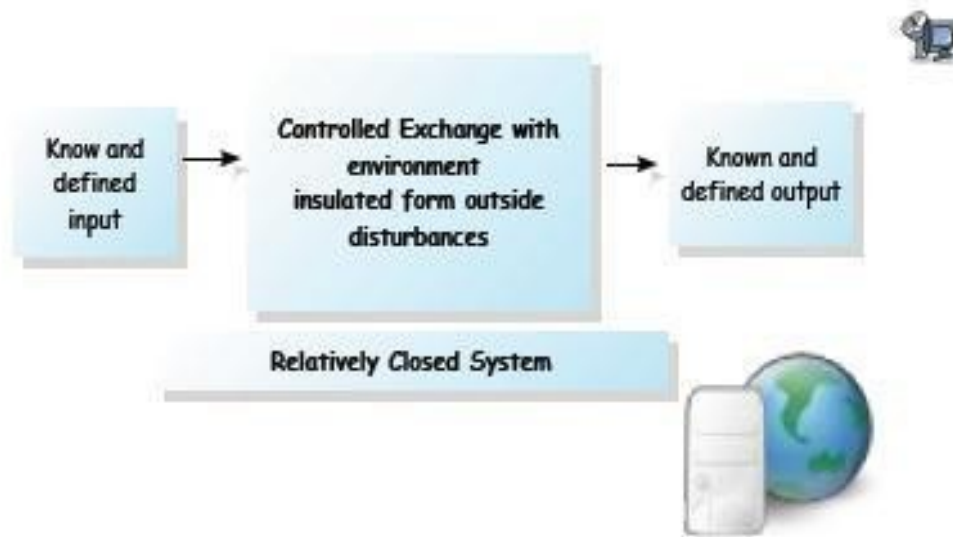 Know and
defined
input
Controlled Exchange with
environment
insulated form outside
disturbances
Known and
defined output
Relatively Closed System